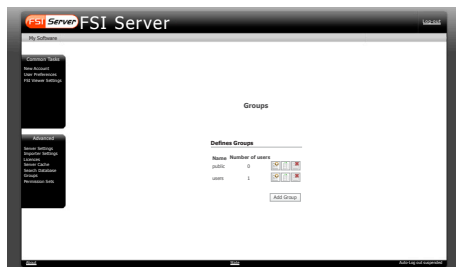 FSI Server FSI Server
Log out
My Software
Common Tasks
New Account
User Preferences
FSI Viewer Settings
Advanced
Server Settings
Importer Settings
Licences
Server Cache
Search Database
Groups
Permission Sets
Groups
Defines Groups
Name Number of users
public 0
users 1
Add Group
About
Auto-Log out suspended